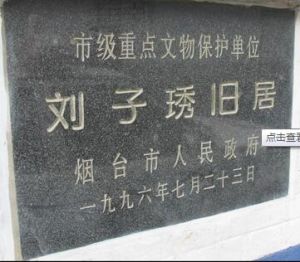 市级重点文物保护单位
刘子琇旧居
点击查看
烟台市人民政府
一九九六年七月二十三日